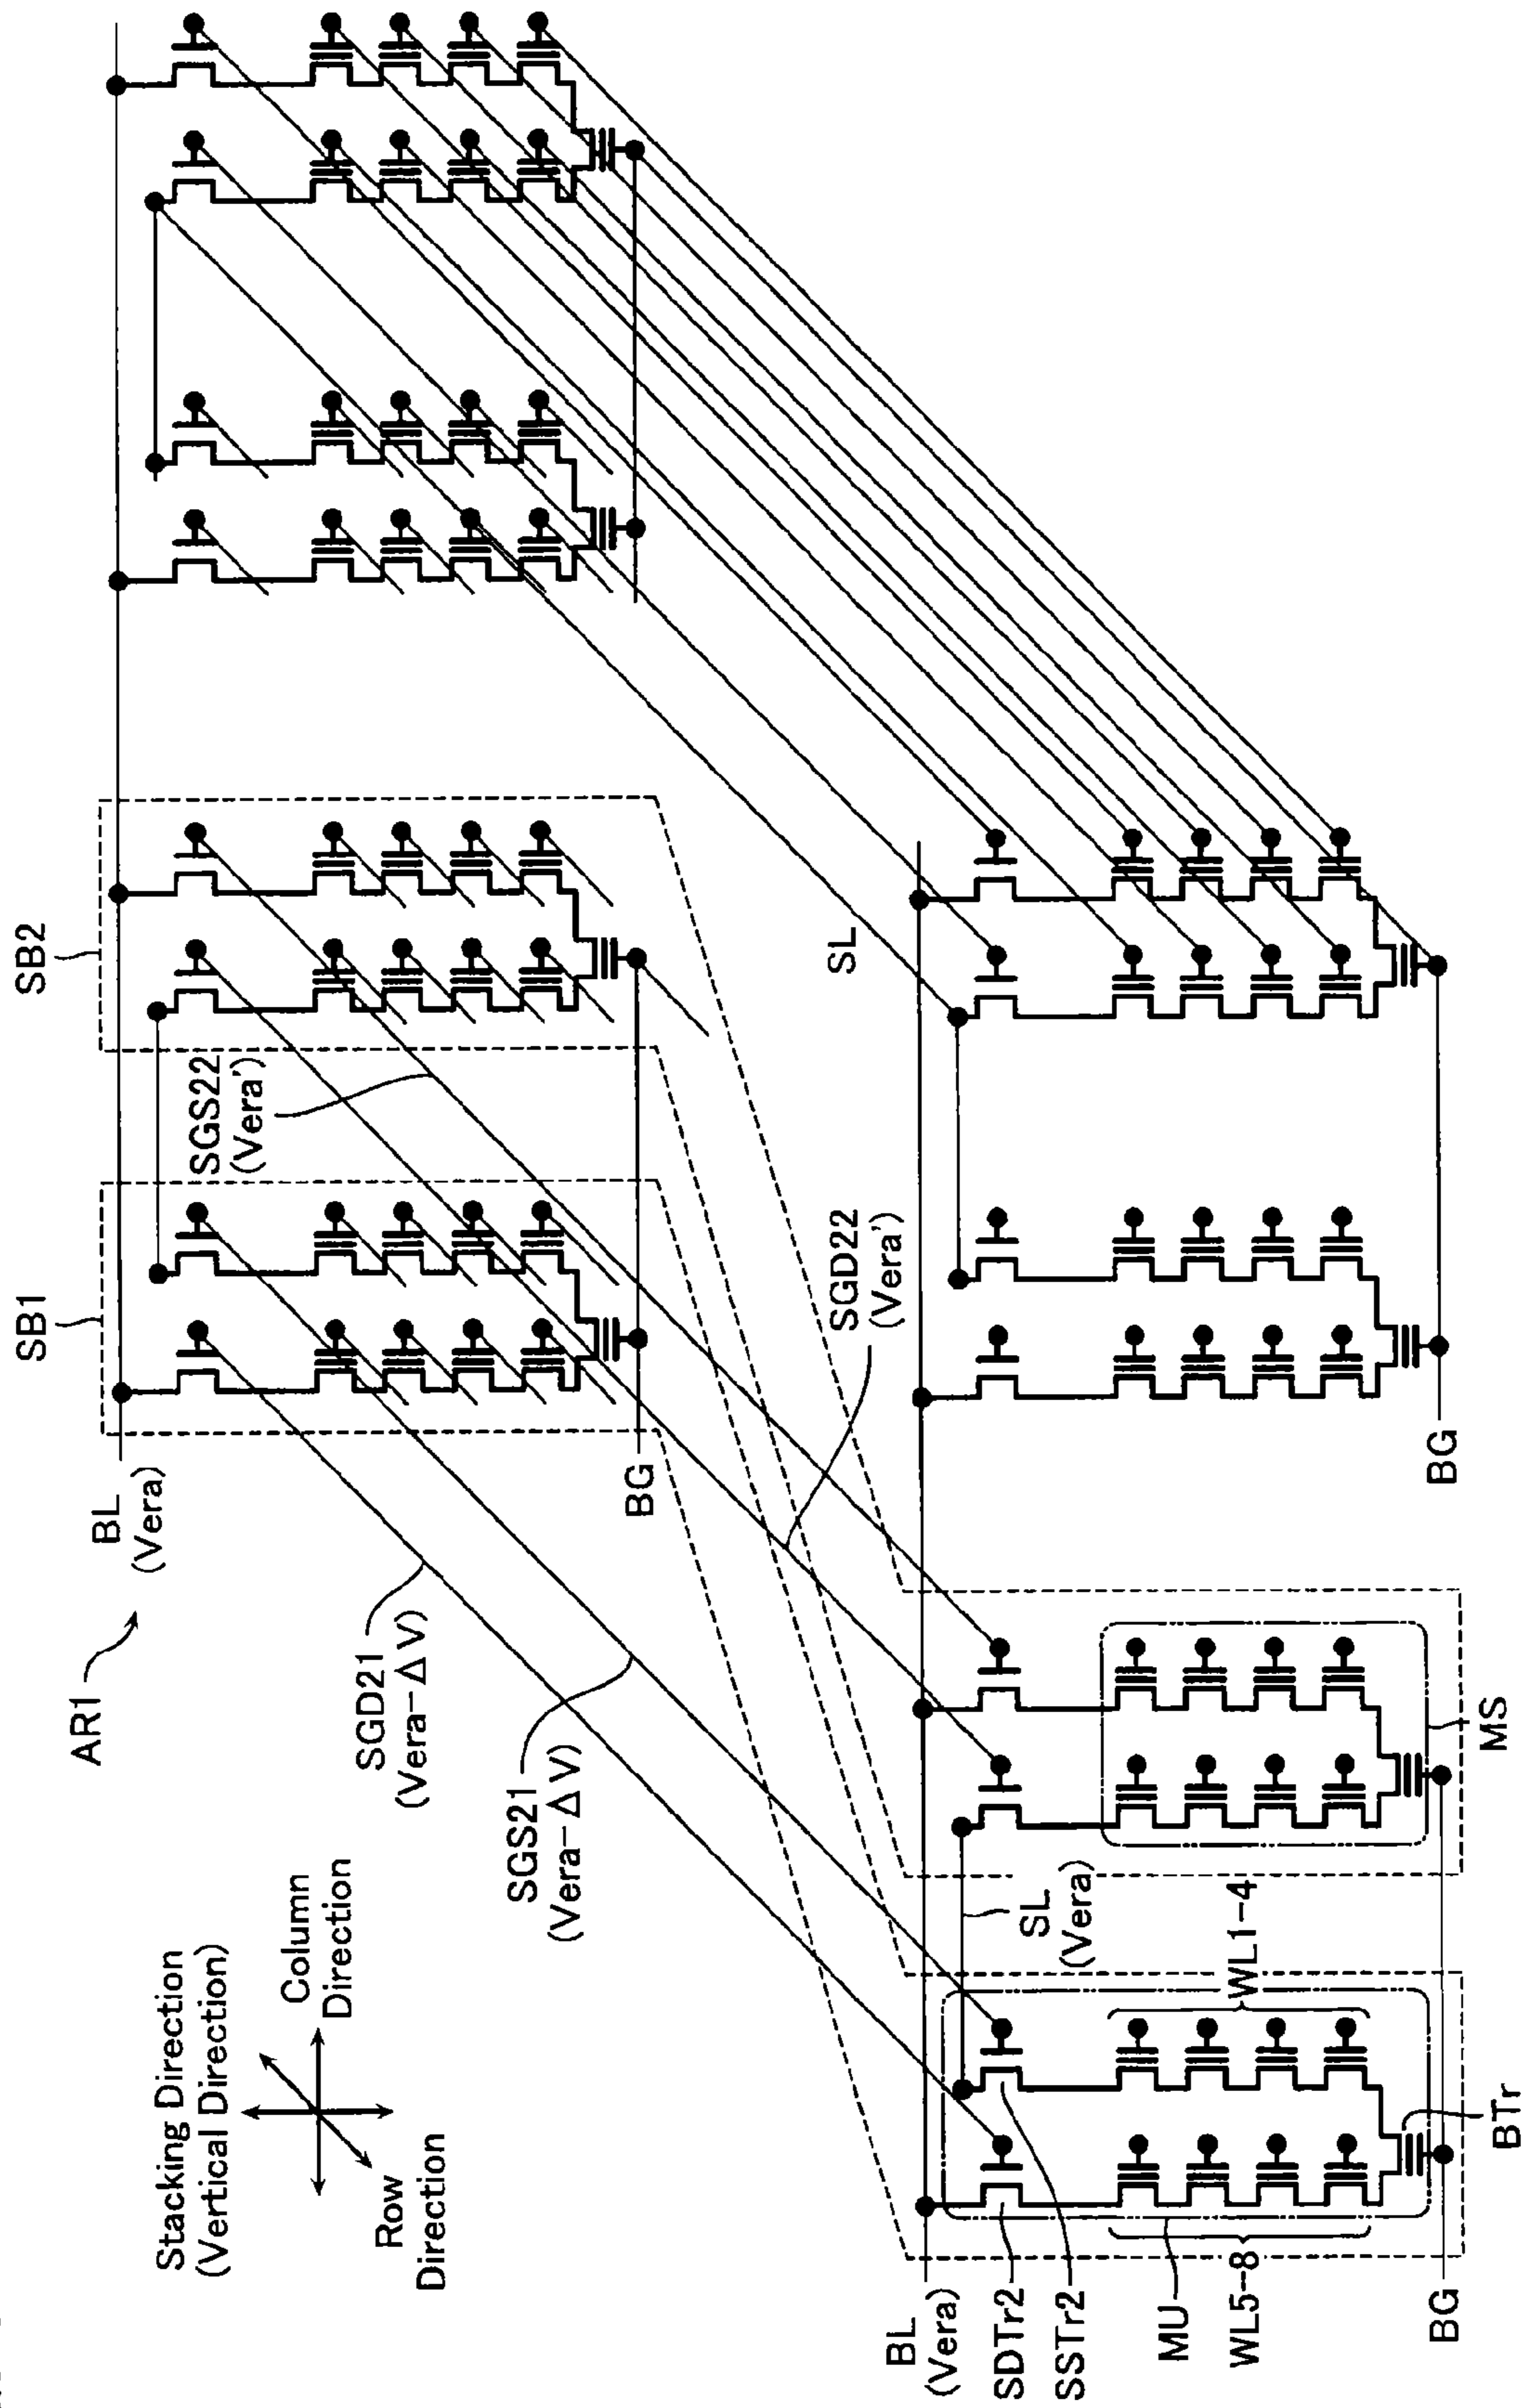 AR1
Stacking Direction
(Vertical Direction)
Column
Direction
Row
Direction
SB1
SB2
BL
(Vera)
SGD21
(Vera-ΔV)
SGS21
(Vera-ΔV)
SGS22
(Vera')
BG
SGD22
(Vera')
SL
BL
(Vera)
SDTr2
SSTr2
MU
WL5-8
BG
SL
(Vera)
WL1-4
BTr
MS
BG